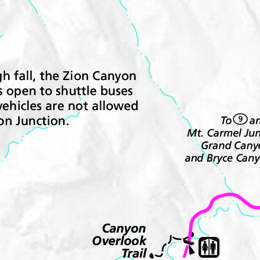 gh fall, the Zion Canyon
s open to shuttle buses
vehicles are not allowed
on Junction.
To 9 an
Mt. Carmel Jun
Grand Canyo
and Bryce Cany
Canyon
Overlook
Trail